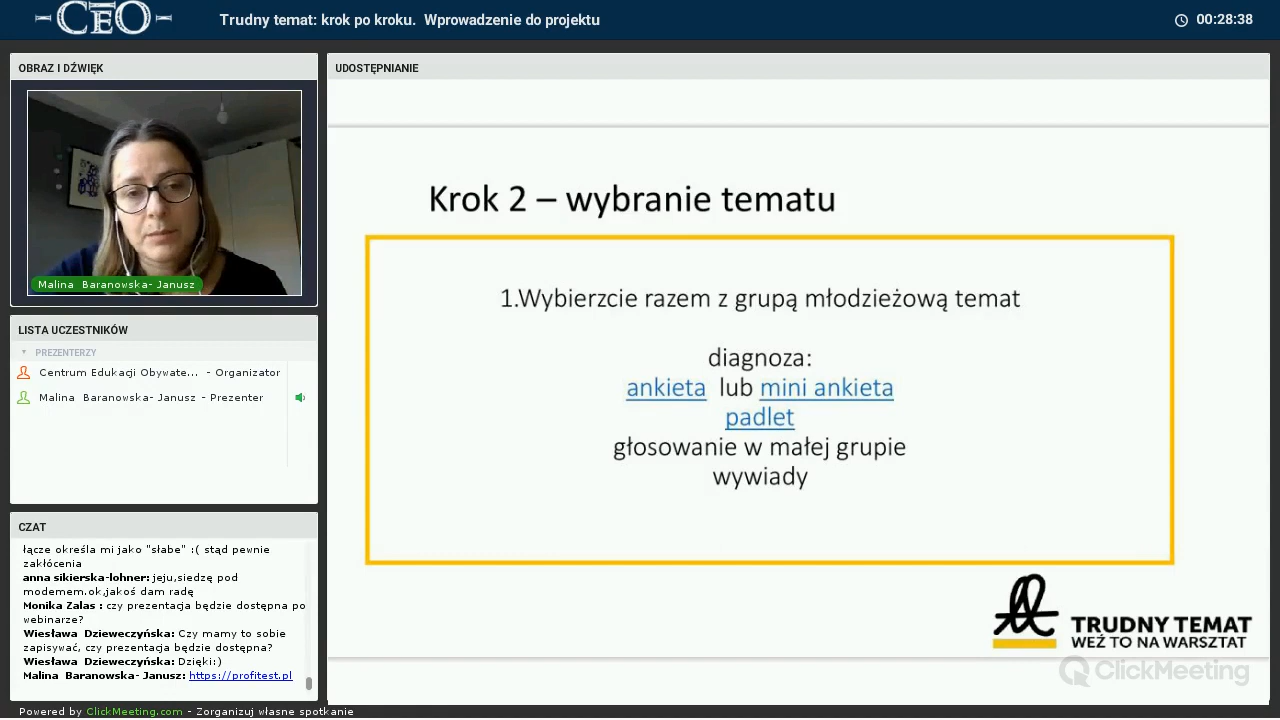 CEO
Trudny temat: krok po kroku. Wprowadzenie do projektu
00:28:38
OBRAZ I DŹWIĘK
Malina Baranowska- Janusz
LISTA UCZESTNIKÓW
PREZENTERZY
Centrum Edukacji Obywate... - Organizator
Malina Baranowska- Janusz - Prezenter
CZAT
łącze określa mi jako "słabe" :( stąd pewnie
zakłócenia
anna sikierska-lohner: jeju,siedzę pod
modemem.ok,jakoś dam radę
Monika Zalas : czy prezentacja będzie dostępna po
webinarze?
Wiesława Dzieweczyńska: Czy mamy to sobie
zapisywać, czy prezentacja będzie dostępna?
Wiesława Dzieweczyńska: Dzięki:)
Malina Baranowska- Janusz: https://profitest.pl
UDOSTĘPNIANIE
Krok 2 – wybranie tematu
1.Wybierzcie razem z grupą młodzieżową temat
diagnoza:
ankieta lub mini ankieta
padlet
głosowanie w małej grupie
wywiady
TRUDNY TEMAT
WEŹ TO NA WARSZTAT
ClickMeeting
Powered by ClickMeeting.com - Zorganizuj własne spotkanie